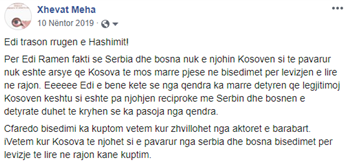 Xhevat Meha
10 Nëntor 2019 ·
Edi trason rrugen e Hashimit!
Per Edi Ramen fakti se Serbia dhe bosna nuk e njohin Kosoven si te pavarur
nuk eshte arsye qe Kosova te mos marre pjese ne bisedimet per levizjen e lire
ne rajon. Eeeeee Edi e bene kete se nga qendra ka marre detyren qe legjitimoj
Kosoven keshtu si eshte pa njohjen reciproke me Serbin dhe bosnen e
detyrate duhet te kryhen se ka pasoja nga qendra.
Cfaredo bisedimi ka kuptom vetem kur zhvillohet nga aktoret e barabart.
iVetem kur Kosova te njohet si e pavarur nga serbia dhe bosna bisedimet per
levizje te lire ne rajon kane kuptim.